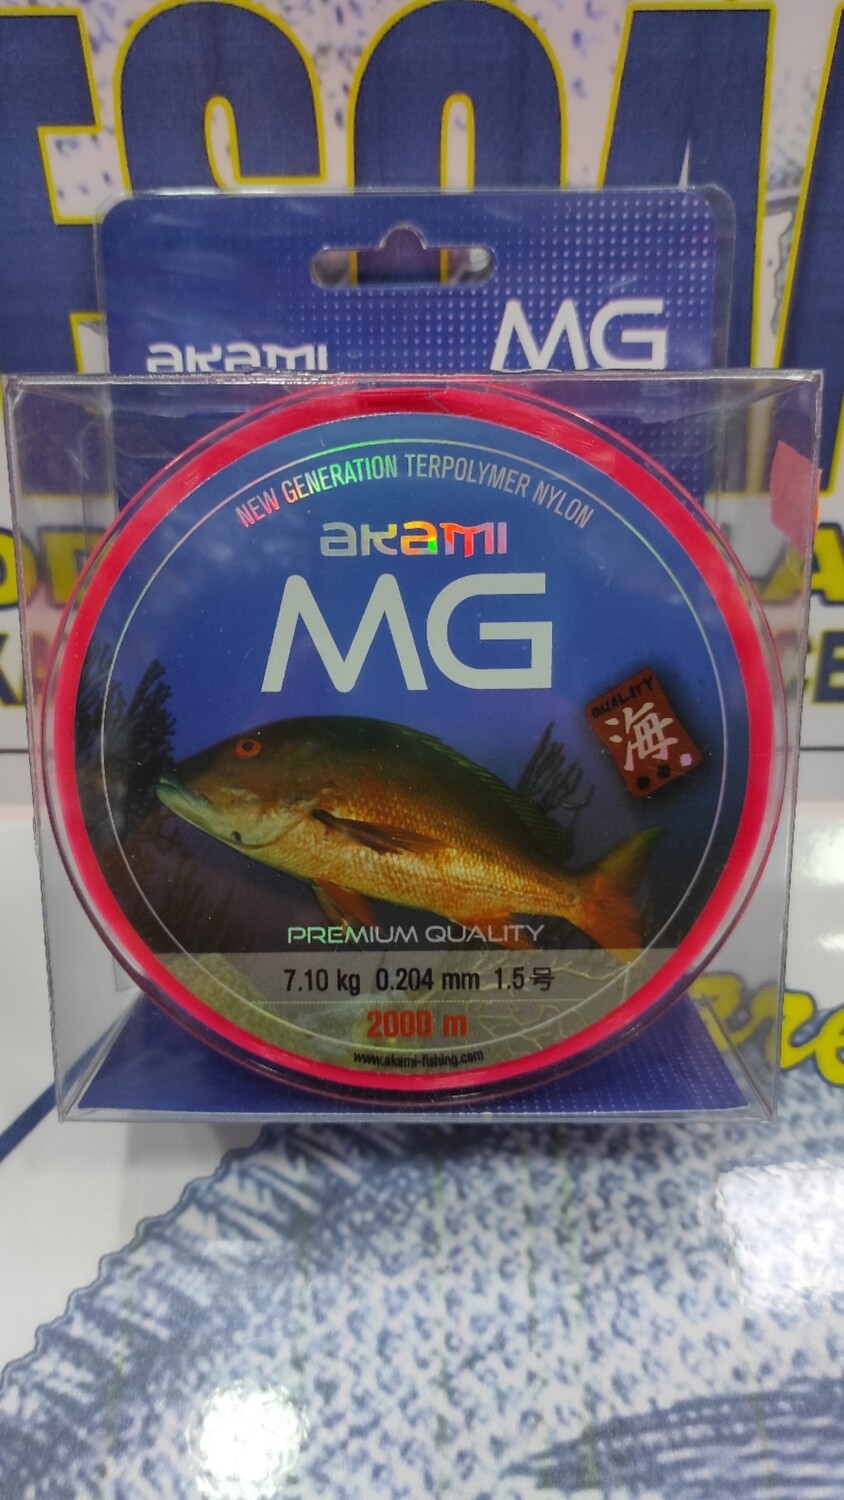 MG
akami
NEW GENERATION TERPOLYMER NYLON
akami
MG
QUALITY
海
PREMIUM QUALITY
7.10 kg 0.204 mm 1.5号
2000 m
www.akami-fishing.com